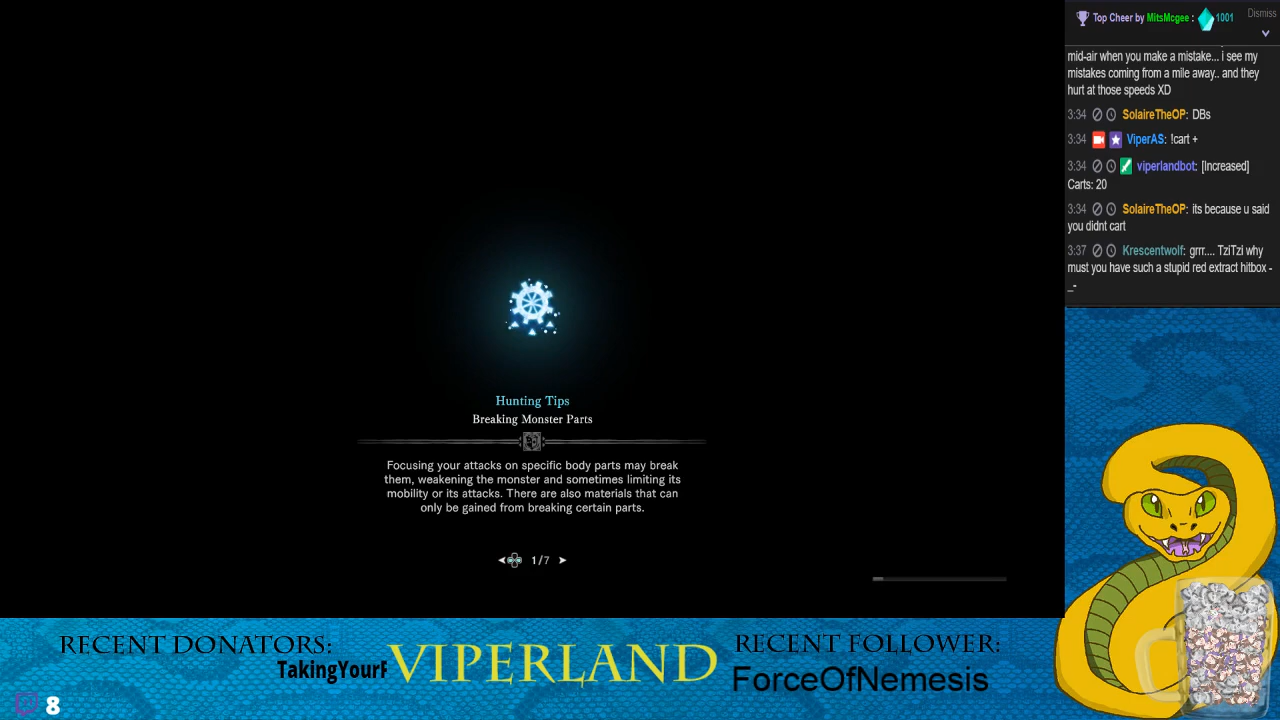 Top Cheer by MitsMcgee : 1001
Dismiss
mid-air when you make a mistake... i see my
mistakes coming from a mile away.. and they
hurt at those speeds XD
3:34 SolaireTheOP: DBs
3:34 ViperAS: !cart +
3:34 viperlandbot: [Increased]
Carts: 20
3:34 SolaireTheOP: its because u said
you didnt cart
3:37 Krescentwolf: grrr.... TziTzi why
must you have such a stupid red extract hitbox -
_-
Hunting Tips
Breaking Monster Parts
Focusing your attacks on specific body parts may break
them, weakening the monster and sometimes limiting its
mobility or its attacks. There are also materials that can
only be gained from breaking certain parts.
1/7
RECENT DONATORS:
TakingYourF
VIPERLAND
RECENT FOLLOWER:
ForceOfNemesis
8